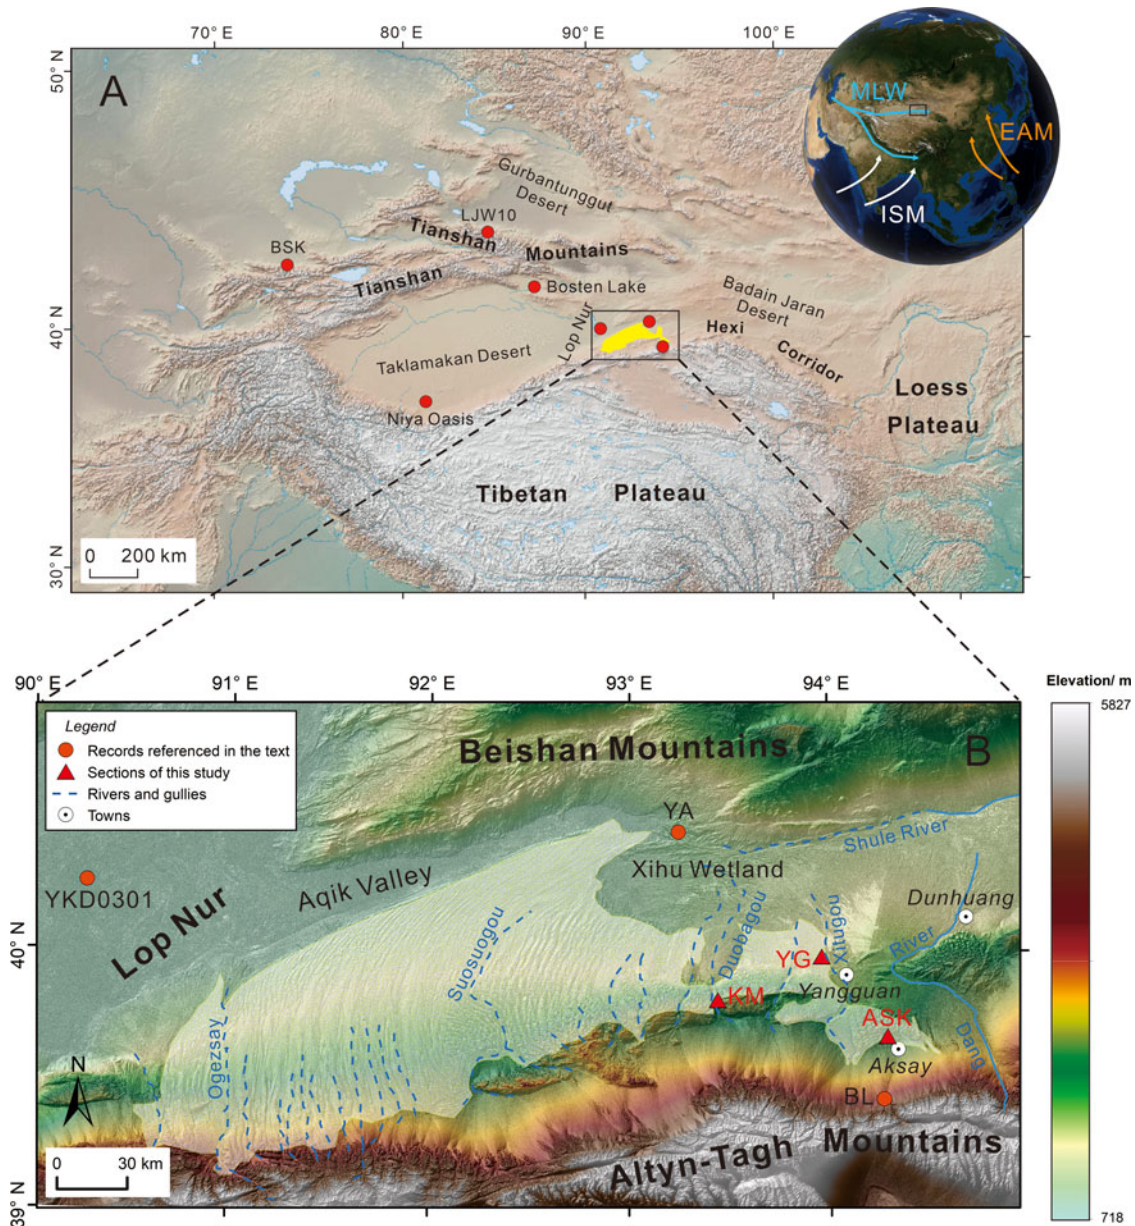 70° E
80° E
90° E
100° E
50° N
40° N
30° N
A
MLW
EAM
ISM
Gurbantunggut
Desert
LJW10
BSK
Tianshan
Mountains
Tianshan
Bosten Lake
Badain Jaran
Desert
Lop Nur
Hexi
Corridor
Taklamakan Desert
Niya Oasis
Loess
Plateau
Tibetan Plateau
0 200 km
90° E
91° E
92° E
93° E
94° E
40° N
39° N
Elevation/ m
5827
718
Legend
Records referenced in the text
Sections of this study
Rivers and gullies
Towns
B
Beishan Mountains
YA
Shule River
Xihu Wetland
Aqik Valley
YKD0301
Lop Nur
Dunhuang
Suosuogou
Duobagou
Xitugou
River
YG
Yangguan
KM
ASK
Aksay
Dang
Ogezsay
BL
N
0 30 km
Altyn-Tagh Mountains